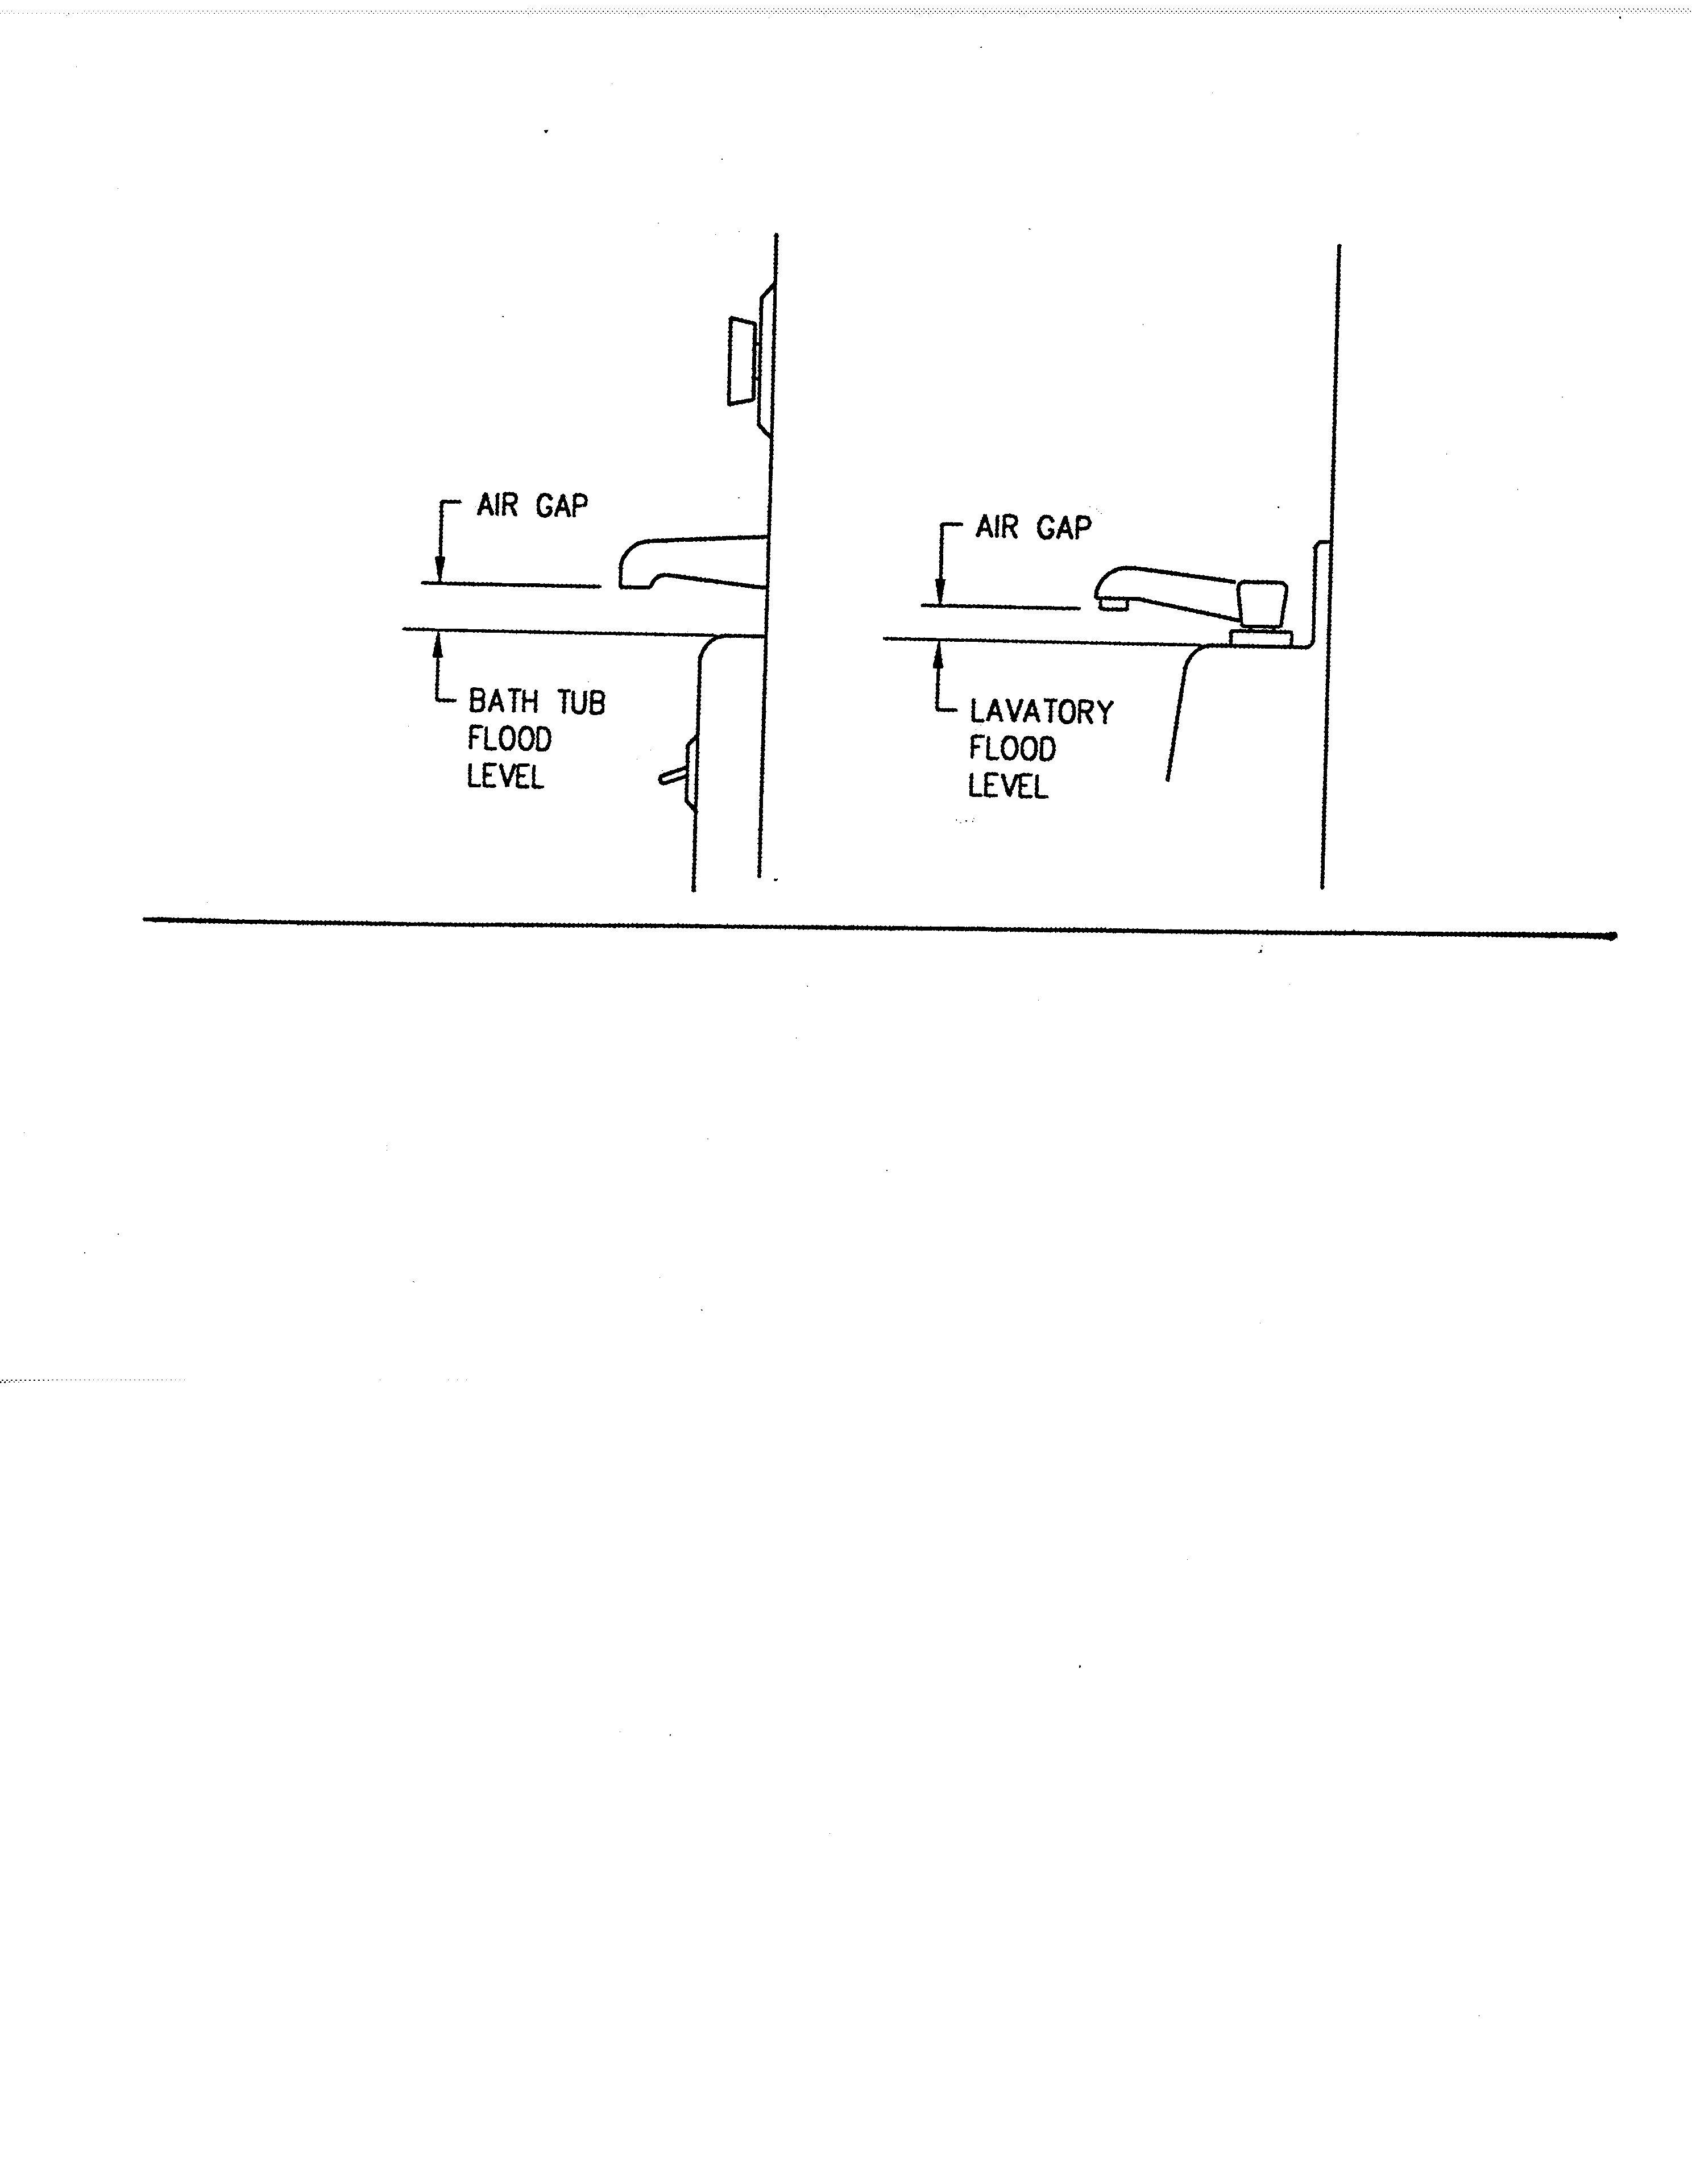 AIR GAP
BATH TUB
FLOOD
LEVEL
AIR GAP
LAVATORY
FLOOD
LEVEL